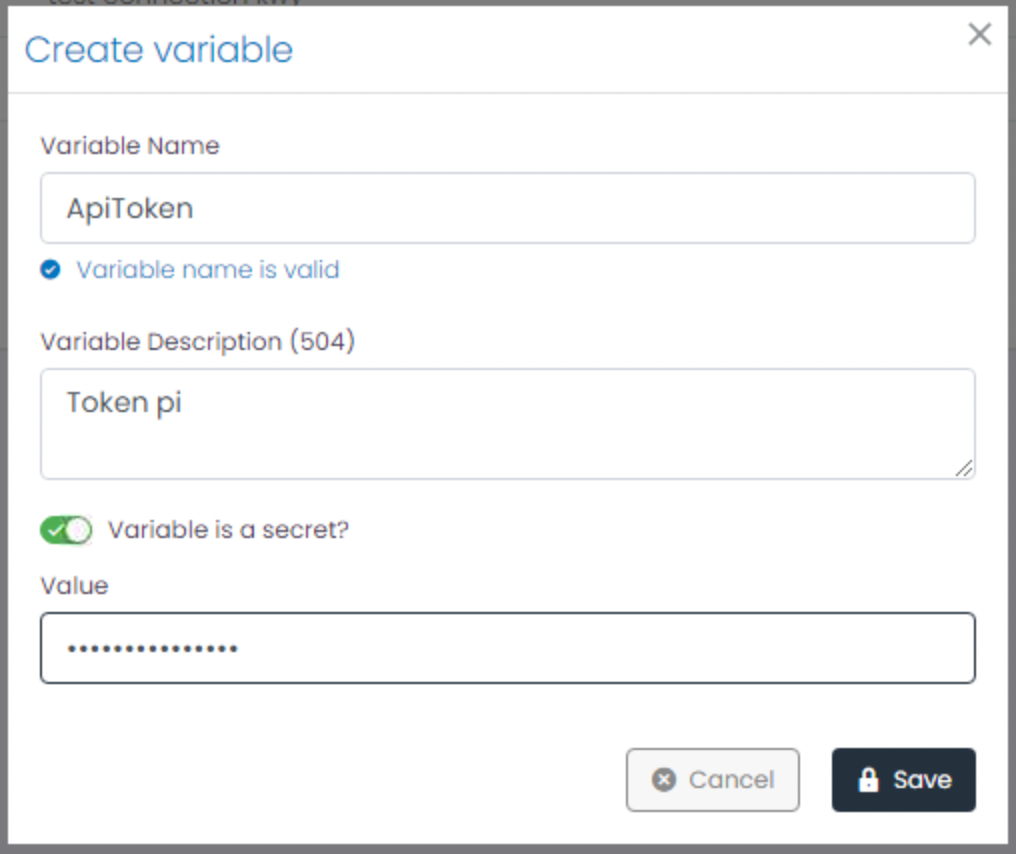 Create variable
Variable Name
ApiToken
Variable name is valid
Variable Description (504)
Token pi
Variable is a secret?
Value
•••••••••••••••
Cancel
Save